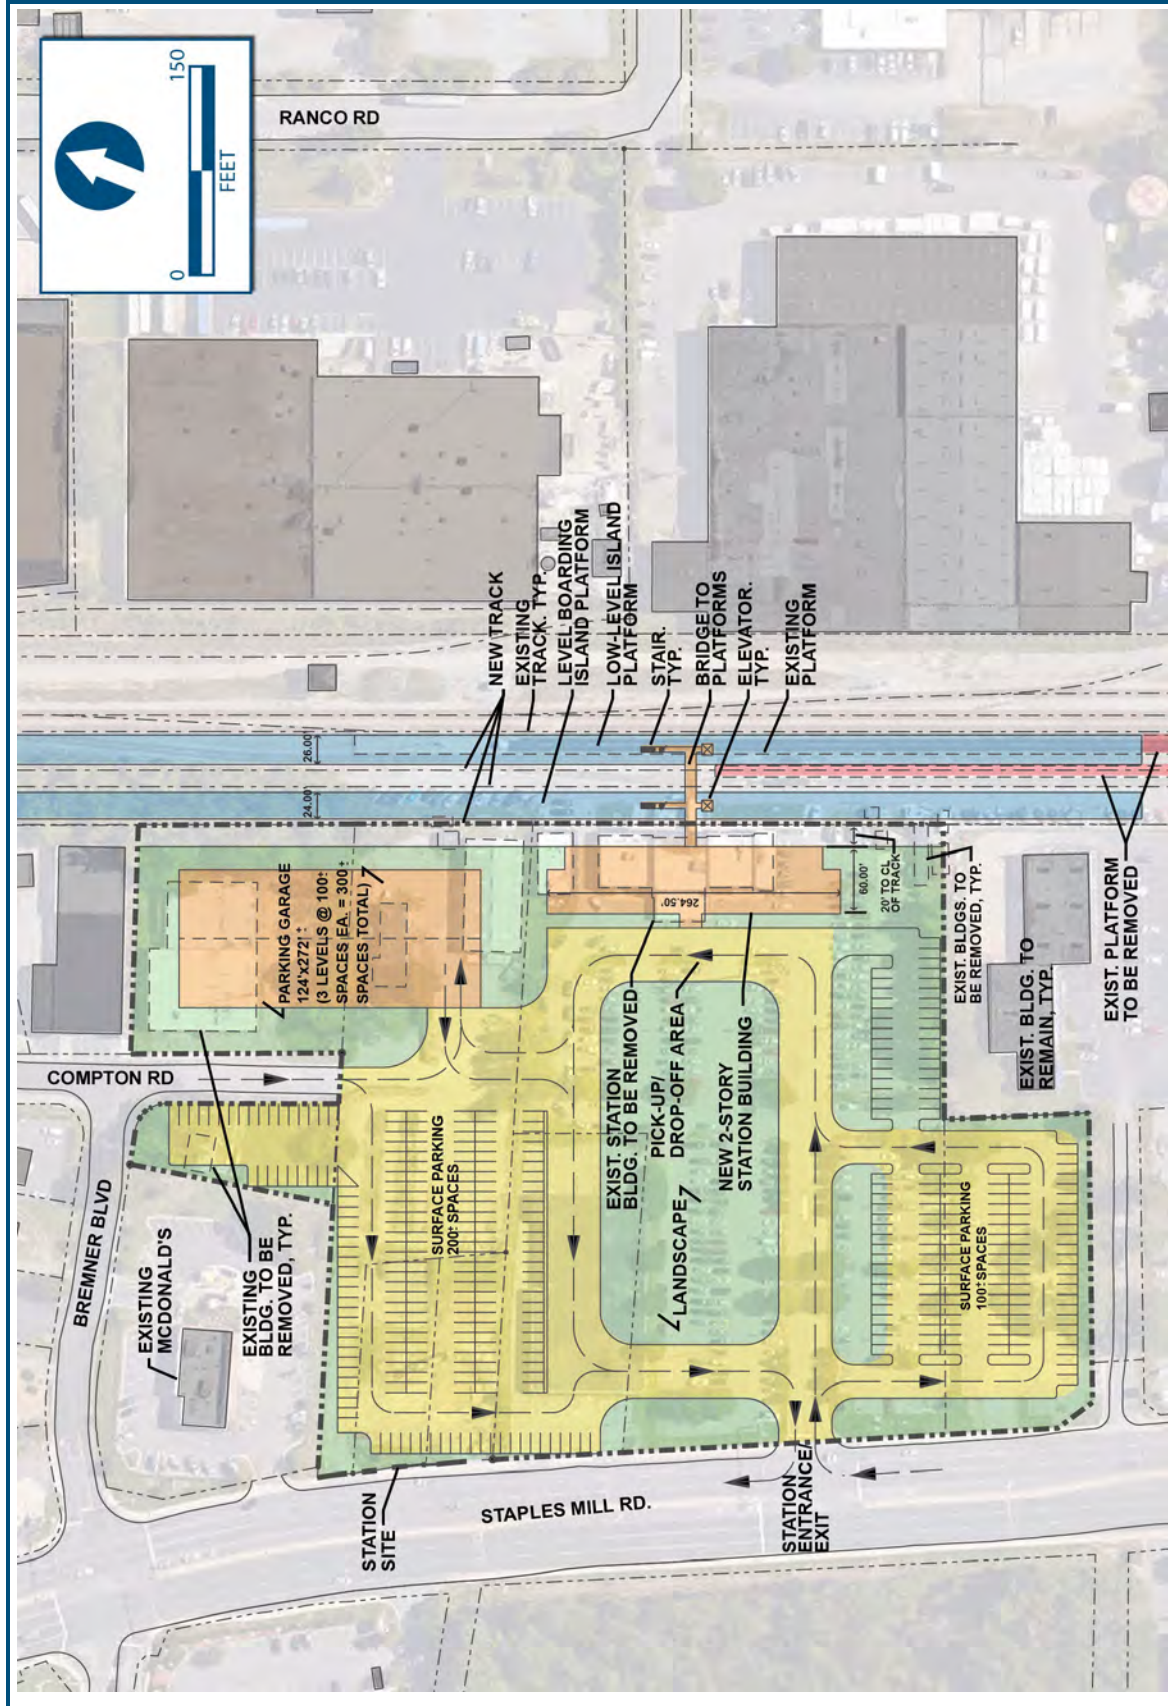 150
0
FEET
RANCO RD
NEW TRACK
EXISTING
TRACK. TYP.
LEVEL BOARDING
ISLAND PLATFORM
LOW-LEVEL ISLAND
PLATFORM
STAIR.
TYP.
BRIDGE TO
PLATFORMS
ELEVATOR.
TYP.
EXISTING
PLATFORM
26.00'
24.00'
PARKING GARAGE
124'x272'±
(3 LEVELS @ 100±
SPACES EA. = 300±
SPACES TOTAL)
264.50'
60.00'
20' TO CL
OF TRACK
EXIST. BLDGS. TO
BE REMOVED, TYP.
EXIST. BLDG. TO
REMAIN, TYP.
EXIST. PLATFORM
TO BE REMOVED
COMPTON RD
BREMNER BLVD
EXISTING
MCDONALD'S
EXISTING
BLDG. TO BE
REMOVED, TYP.
SURFACE PARKING
200± SPACES
EXIST. STATION
BLDG. TO BE REMOVED
PICK-UP/
DROP-OFF AREA
LANDSCAPE
NEW 2-STORY
STATION BUILDING
SURFACE PARKING
100± SPACES
STATION
SITE
STAPLES MILL RD.
STATION
ENTRANCE/
EXIT